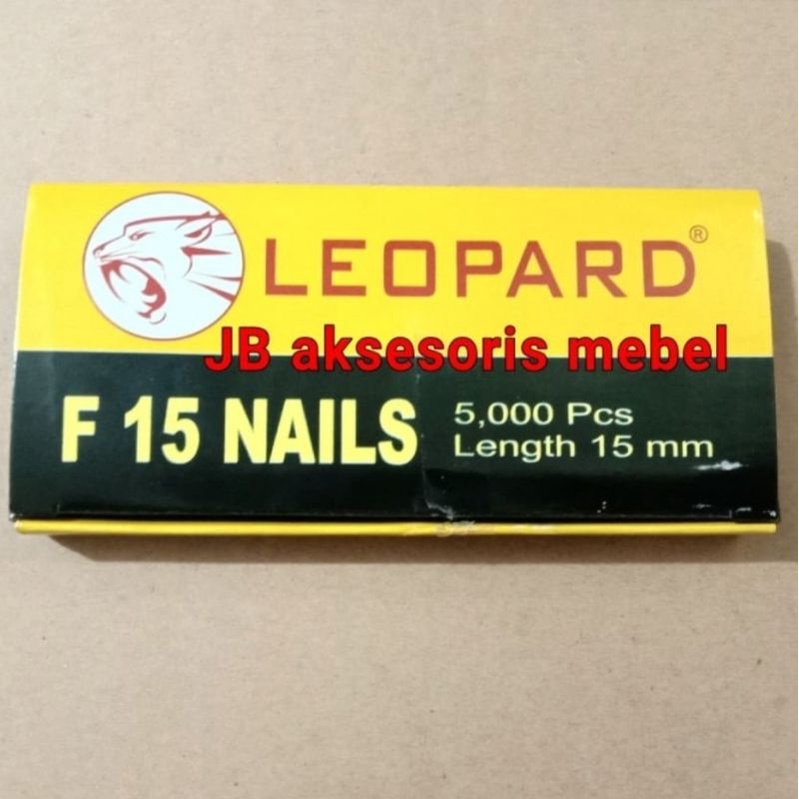 LEOPARD®
JB aksesoris mebel
F 15 NAILS
5,000 Pcs
Length 15 mm